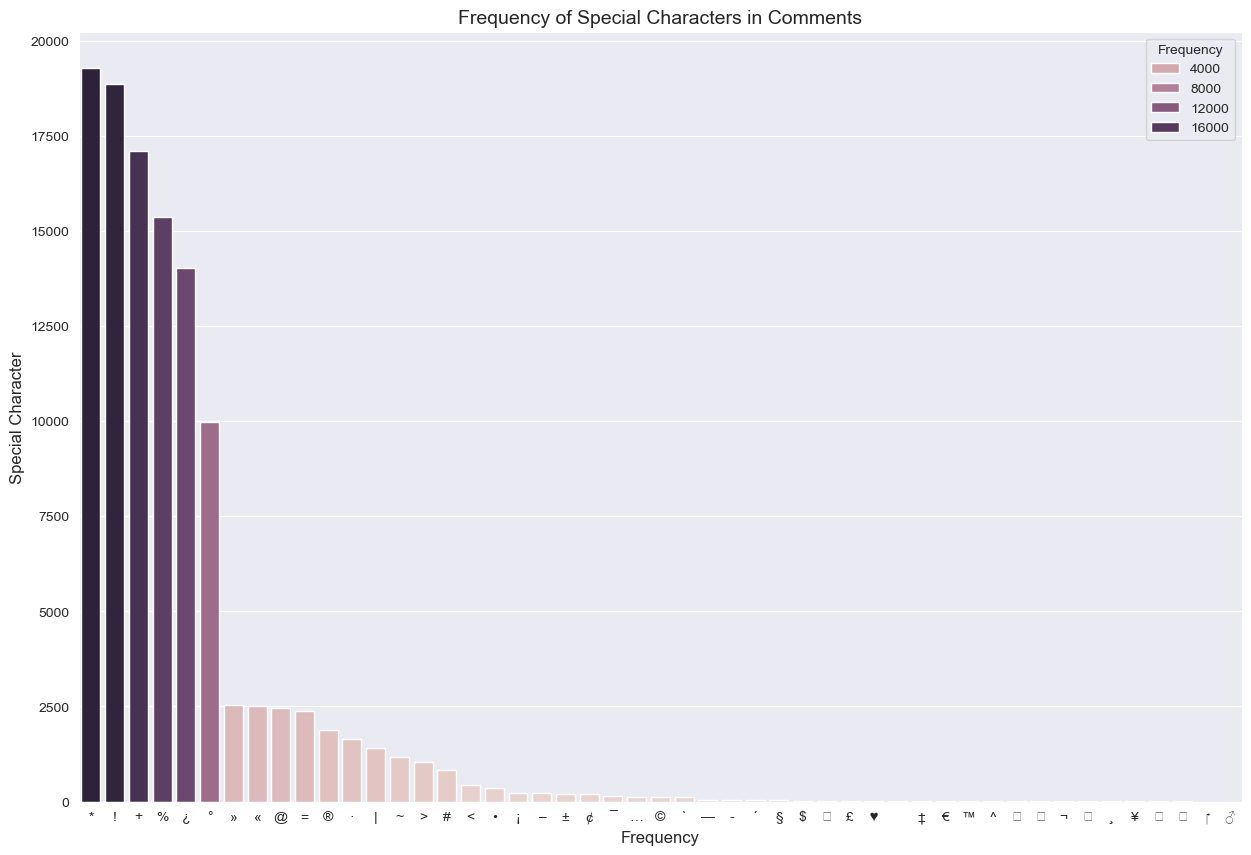 Frequency of Special Characters in Comments
Frequency
4000
8000
12000
16000
20000
17500
15000
12500
10000
7500
5000
2500
0
Special Character
* ! + % ¿ ° » « @ = ® · | ~ > # < • ¡ – ± ¢ ¯ … © ` — - ´ § $ £ ♥ ‡ € ™ ^ ¬ ¸ ¥ ♂
Frequency